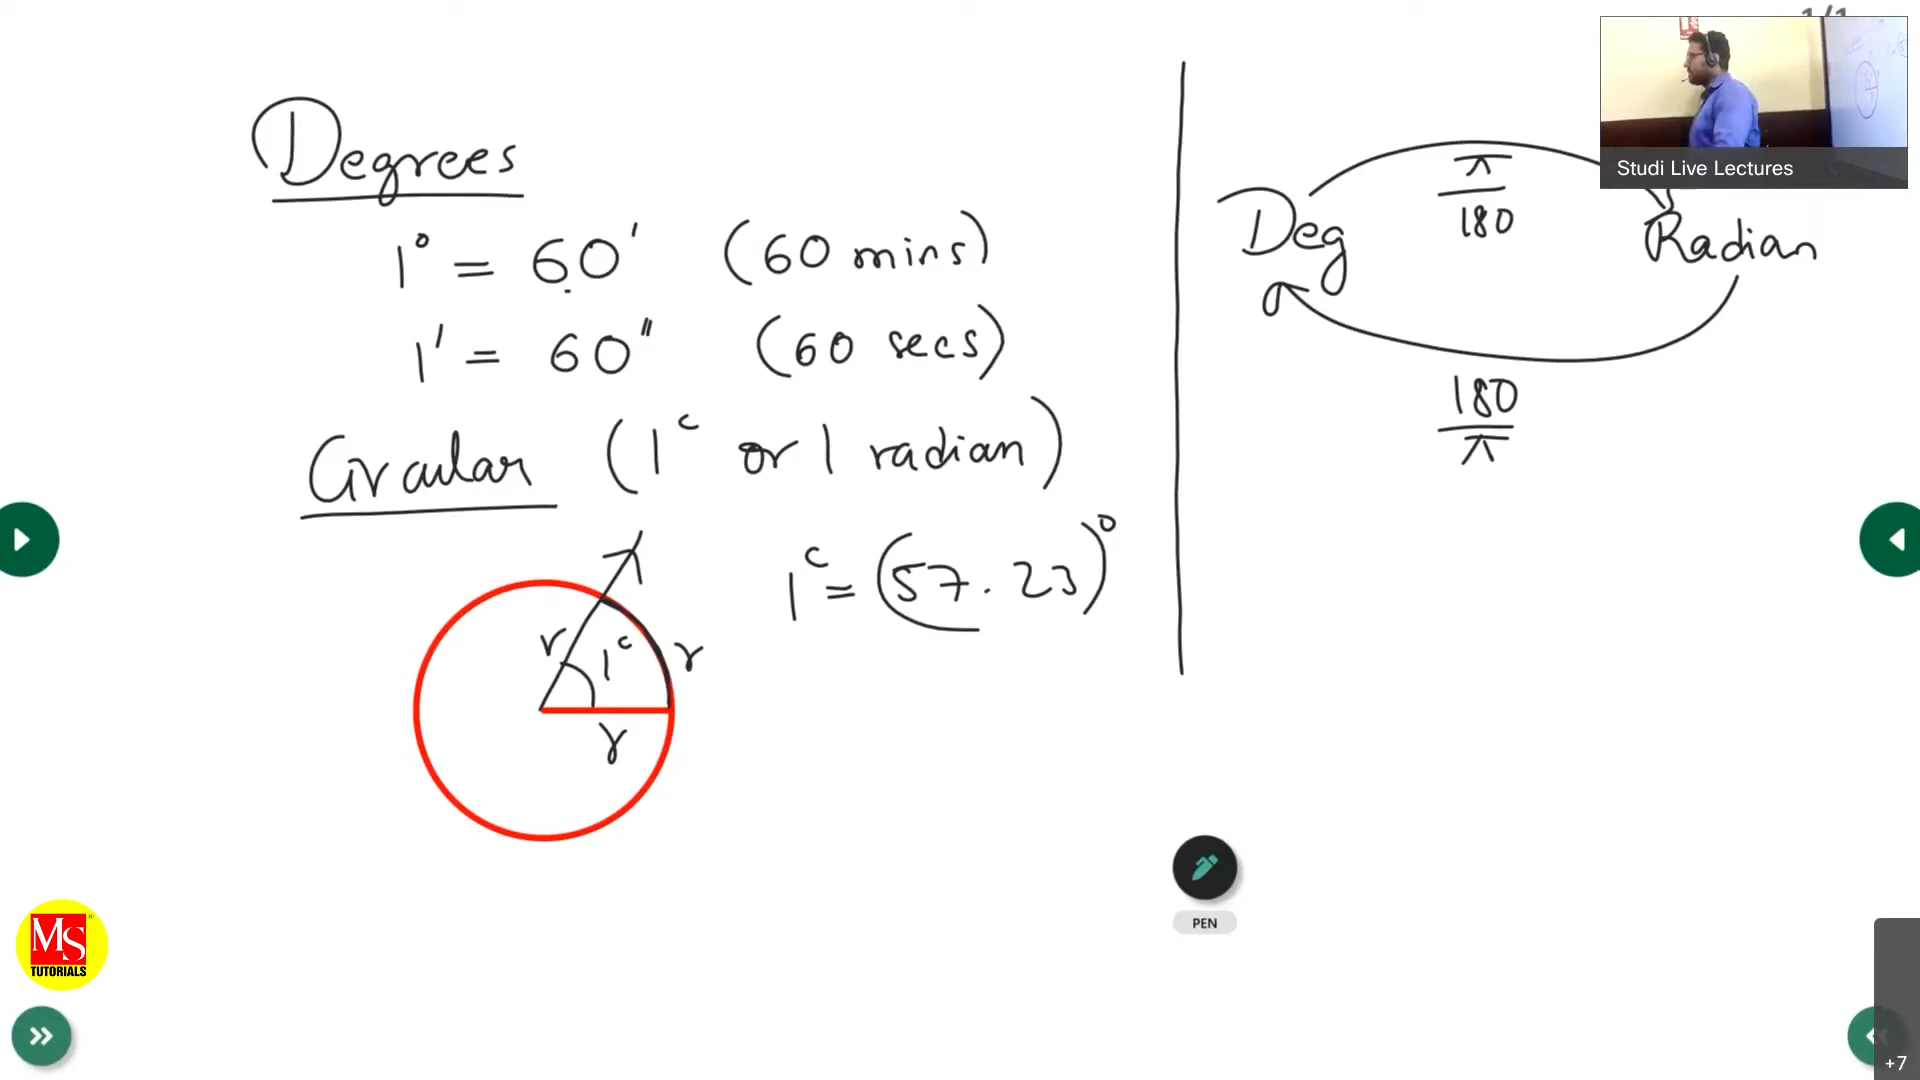 Degrees
1° = 60' (60 mins)
1' = 60" (60 secs)
Circular (1ᶜ or 1 radian)
1ᶜ = (57.23)°
r
1ᶜ
r
r
π
180
Deg
Radian
180
π
Studi Live Lectures
PEN
MS
®
TUTORIALS
+7